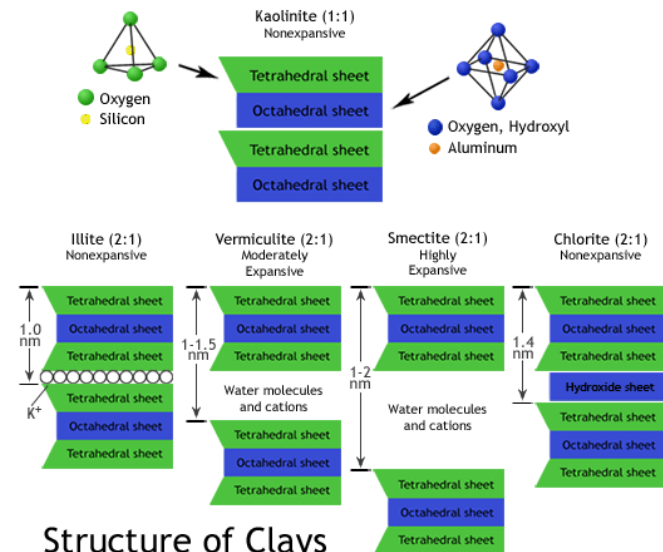 Kaolinite (1:1)
Nonexpansive
Tetrahedral sheet
Octahedral sheet
Tetrahedral sheet
Octahedral sheet
Oxygen
Silicon
Oxygen, Hydroxyl
Aluminum
Illite (2:1)
Nonexpansive
1.0
nm
Tetrahedral sheet
Octahedral sheet
Tetrahedral sheet
K+
Tetrahedral sheet
Octahedral sheet
Tetrahedral sheet
Vermiculite (2:1)
Moderately
Expansive
1-1.5
nm
Tetrahedral sheet
Octahedral sheet
Tetrahedral sheet
Water molecules
and cations
Tetrahedral sheet
Octahedral sheet
Tetrahedral sheet
Smectite (2:1)
Highly
Expansive
1-2
nm
Tetrahedral sheet
Octahedral sheet
Tetrahedral sheet
Water molecules
and cations
Tetrahedral sheet
Octahedral sheet
Tetrahedral sheet
Chlorite (2:1)
Nonexpansive
1.4
nm
Tetrahedral sheet
Octahedral sheet
Tetrahedral sheet
Hydroxide sheet
Tetrahedral sheet
Octahedral sheet
Tetrahedral sheet
Structure of Clays